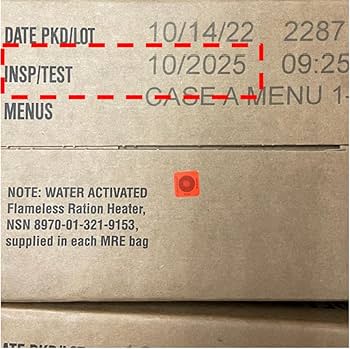 DATE PKD/LOT 10/14/22 2287
INSP/TEST 10/2025 09:25
MENUS CASE A MENU 1-
NOTE: WATER ACTIVATED
Flameless Ration Heater,
NSN 8970-01-321-9153,
supplied in each MRE bag